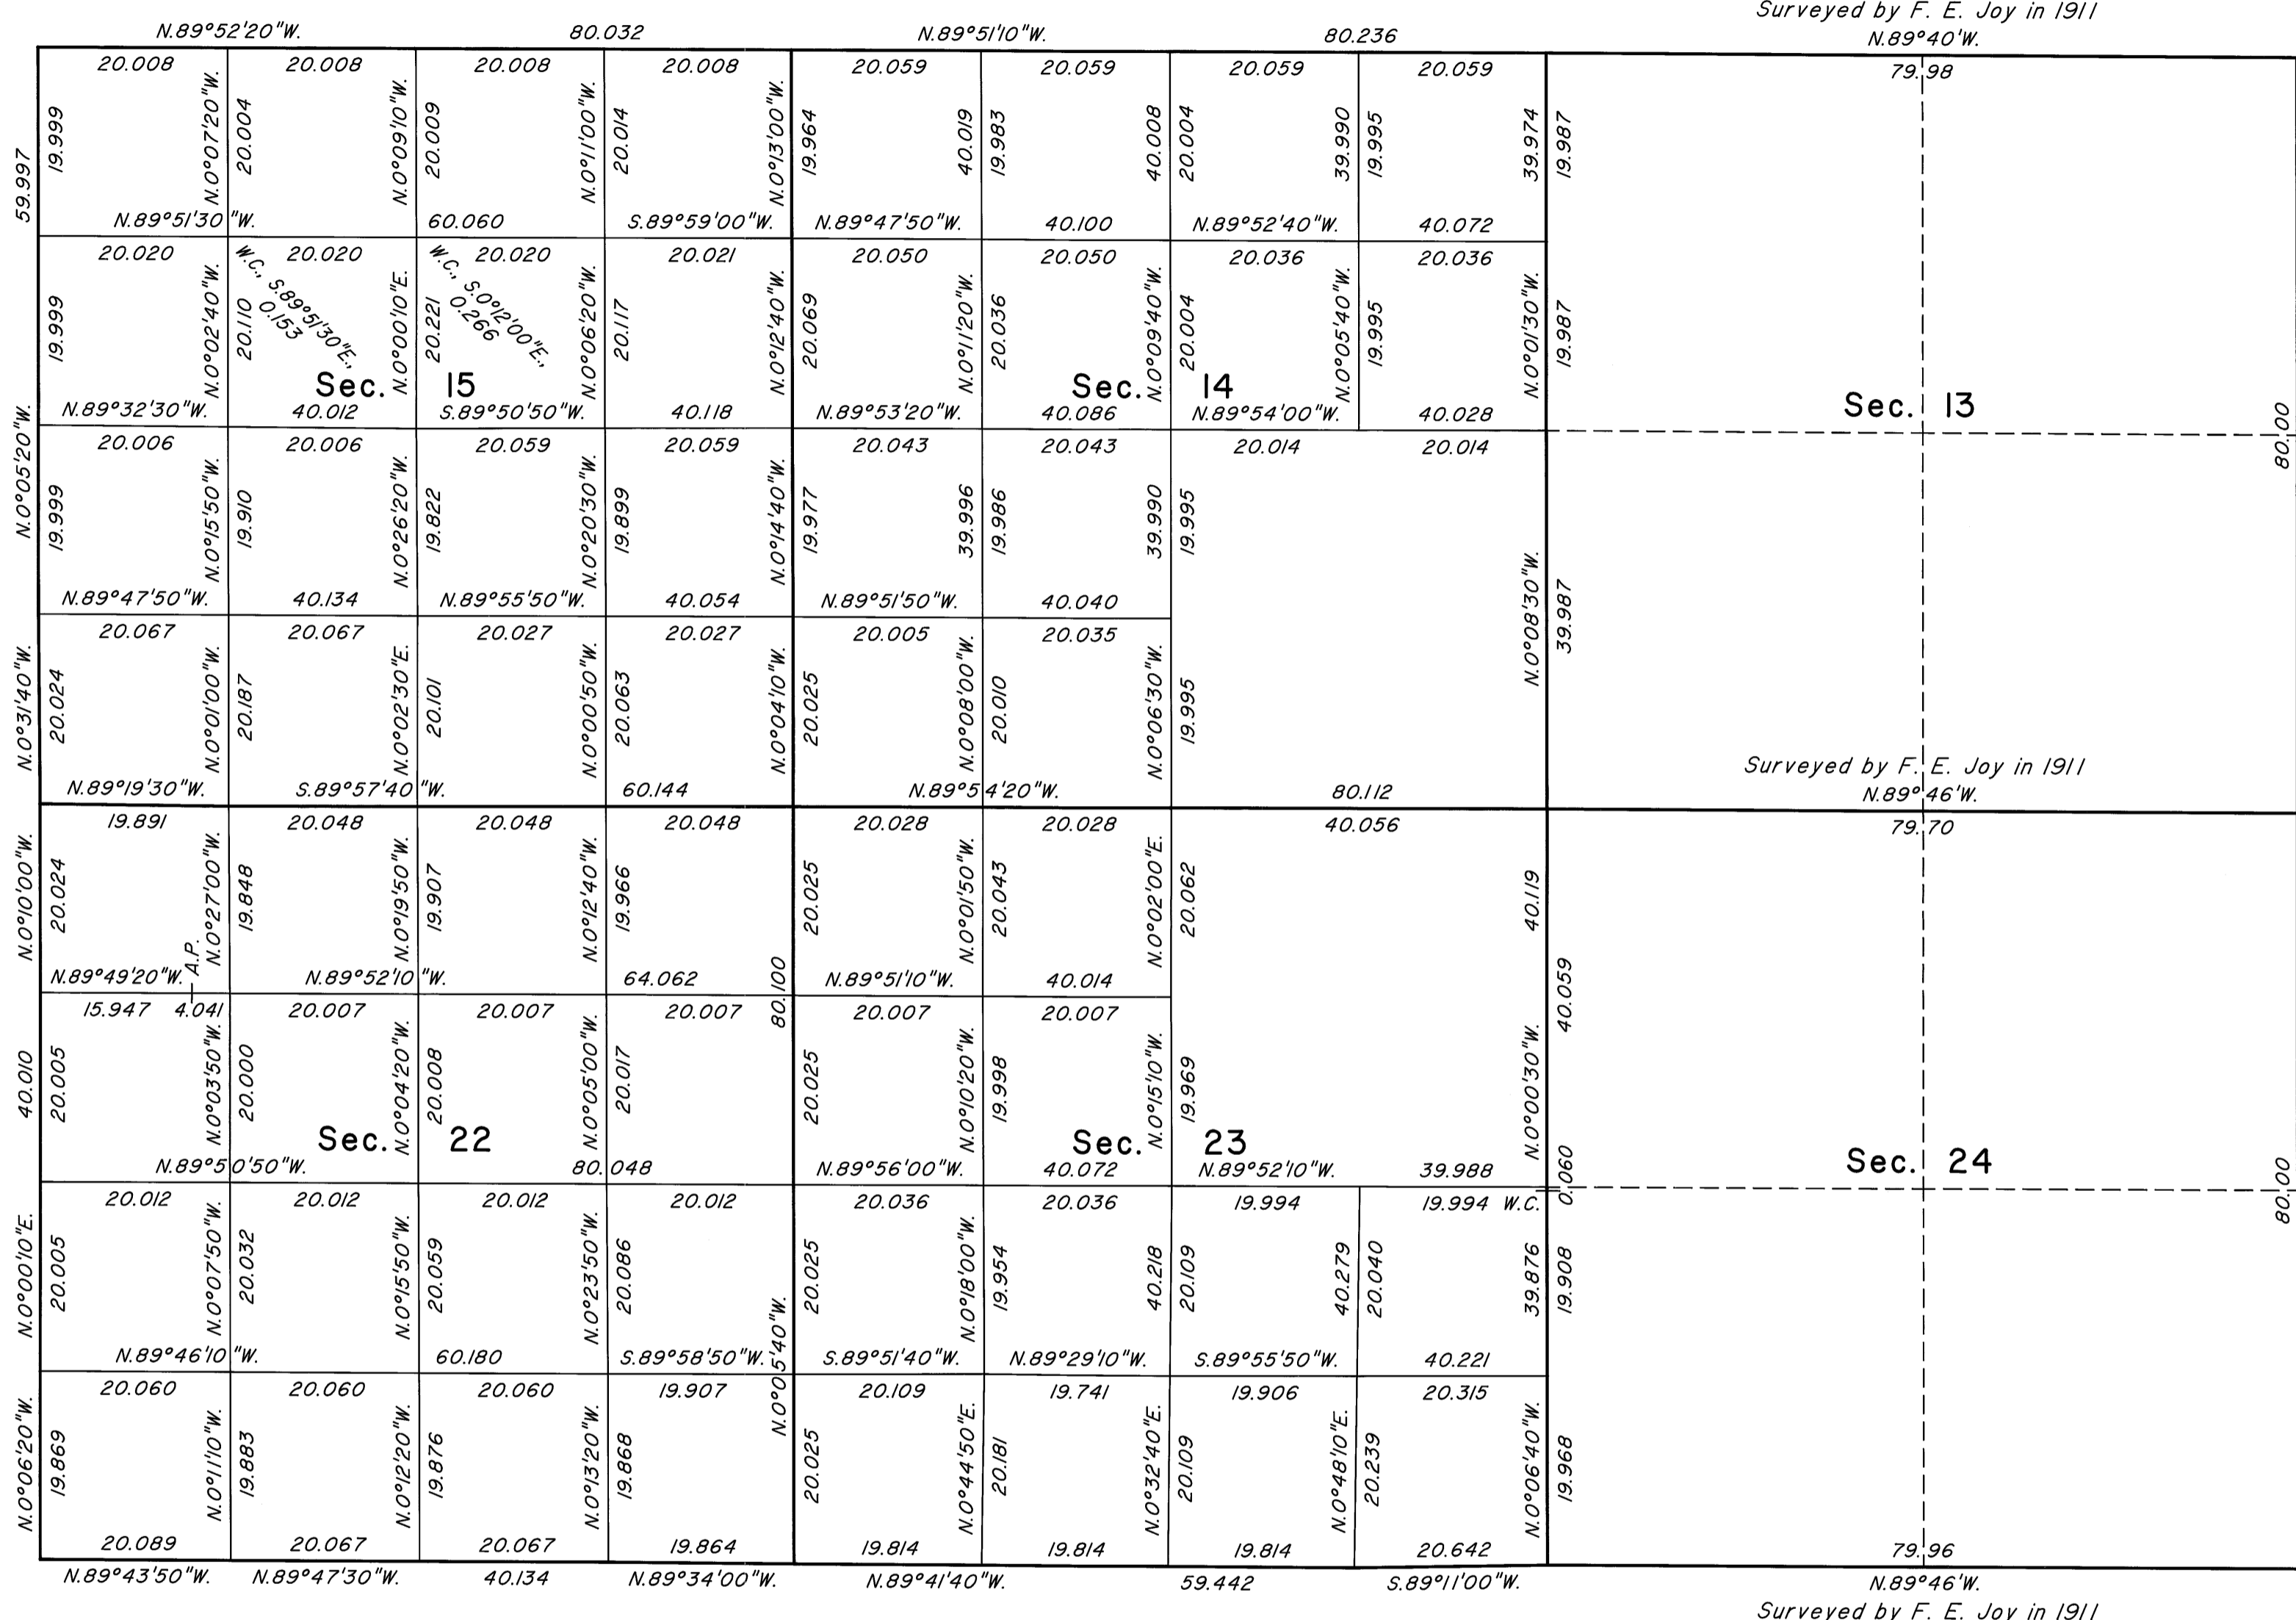 Surveyed by F. E. Joy in 1911
N.89°52'20"W. 80.032 N.89°51'10"W. 80.236 N.89°40'W.
20.008 20.008 20.008 20.008 20.059 20.059 20.059 20.059 79.98
59.997 19.999 N.0°07'20"W. 20.004 N.0°09'10"W. 20.009 N.0°11'00"W. 20.014 N.0°13'00"W. 19.964 40.019 19.983 40.008 20.004 39.990 19.995 39.974 19.987
N.89°51'30"W. 60.060 S.89°59'00"W. N.89°47'50"W. 40.100 N.89°52'40"W. 40.072
20.020 20.020 20.020 20.021 20.050 20.050 20.036 20.036
19.999 N.0°02'40"W. 20.110 W.C., S.89°51'30"E., 0.153 N.0°00'10"E. 20.221 W.C., S.0°12'00"E., 0.266 N.0°06'20"W. 20.117 N.0°12'40"W. 20.069 N.0°11'20"W. 20.036 N.0°09'40"W. 20.004 N.0°05'40"W. 19.995 N.0°01'30"W. 19.987
Sec. 15 Sec. 14 Sec. 13
N.89°32'30"W. 40.012 S.89°50'50"W. 40.118 N.89°53'20"W. 40.086 N.89°54'00"W. 40.028
N.0°05'20"W. 80.00
20.006 20.006 20.059 20.059 20.043 20.043 20.014 20.014
19.999 N.0°15'50"W. 19.910 N.0°26'20"W. 19.822 N.0°20'30"W. 19.899 N.0°14'40"W. 19.977 39.996 19.986 39.990 19.995 N.0°08'30"W. 39.987
N.89°47'50"W. 40.134 N.89°55'50"W. 40.054 N.89°51'50"W. 40.040
20.067 20.067 20.027 20.027 20.005 20.035
N.0°31'40"W. 20.024 N.0°01'00"W. 20.187 N.0°02'30"E. 20.101 N.0°00'50"W. 20.063 N.0°04'10"W. 20.025 N.0°08'00"W. 20.010 N.0°06'30"W. 19.995
Surveyed by F. E. Joy in 1911
N.89°19'30"W. S.89°57'40"W. 60.144 N.89°54'20"W. 80.112 N.89°46'W.
19.891 20.048 20.048 20.048 20.028 20.028 40.056 79.70
N.0°10'00"W. 20.024 A.P. N.0°27'00"W. 19.848 N.0°19'50"W. 19.907 N.0°12'40"W. 19.966 80.100 20.025 N.0°01'50"W. 20.043 N.0°02'00"E. 20.062 40.119 40.059
N.89°49'20"W. N.89°52'10"W. 64.062 N.89°51'10"W. 40.014
15.947 4.041 20.007 20.007 20.007 20.007 20.007
40.010 20.005 N.0°03'50"W. 20.000 N.0°04'20"W. 20.008 N.0°05'00"W. 20.017 20.025 N.0°10'20"W. 19.998 N.0°15'10"W. 19.969 N.0°00'30"W.
Sec. 22 Sec. 23 Sec. 24
N.89°50'50"W. 80.048 N.89°56'00"W. 40.072 N.89°52'10"W. 39.988 0.060 80.00
20.012 20.012 20.012 20.012 20.036 20.036 19.994 19.994 W.C.
N.0°00'10"E. 20.005 N.0°07'50"W. 20.032 N.0°15'50"W. 20.059 N.0°23'50"W. 20.086 N.0°05'40"W. 20.025 N.0°18'00"W. 19.954 40.218 20.109 40.279 20.040 39.876 19.908
N.89°46'10"W. 60.180 S.89°58'50"W. S.89°51'40"W. N.89°29'10"W. S.89°55'50"W. 40.221
20.060 20.060 20.060 19.907 20.109 19.741 19.906 20.315
N.0°06'20"W. 19.869 N.0°11'10"W. 19.883 N.0°12'20"W. 19.876 N.0°13'20"W. 19.868 20.025 N.0°44'50"E. 20.181 N.0°32'40"E. 20.109 N.0°48'10"E. 20.239 N.0°06'40"W. 19.968
20.089 20.067 20.067 19.864 19.814 19.814 19.814 20.642 79.96
N.89°43'50"W. N.89°47'30"W. 40.134 N.89°34'00"W. N.89°41'40"W. 59.442 S.89°11'00"W. N.89°46'W.
Surveyed by F. E. Joy in 1911